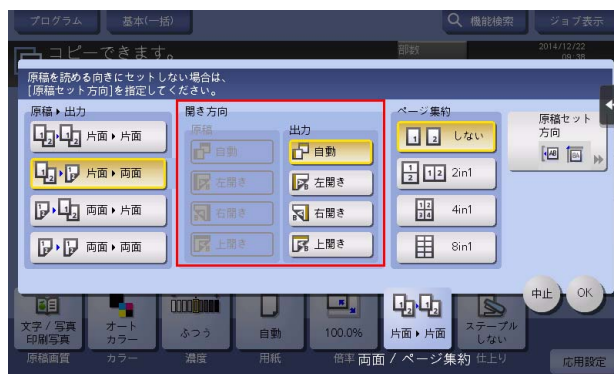 プログラム
基本(一括)
機能検索
ジョブ表示
コピーできます。
部数
2014/12/22
09:38
原稿を読める向きにセットしない場合は、
[原稿セット方向]を指定してください。
原稿▶出力
片面▶片面
片面▶両面
両面▶片面
両面▶両面
開き方向
原稿
自動
左開き
右開き
上開き
出力
自動
左開き
右開き
上開き
ページ集約
しない
2in1
4in1
8in1
原稿セット
方向
中止
OK
文字/写真
印刷写真
原稿画質
オート
カラー
カラー
ふつう
濃度
自動
用紙
100.0%
倍率
片面▶片面
両面/ページ集約
ステープル
しない
仕上り
応用設定